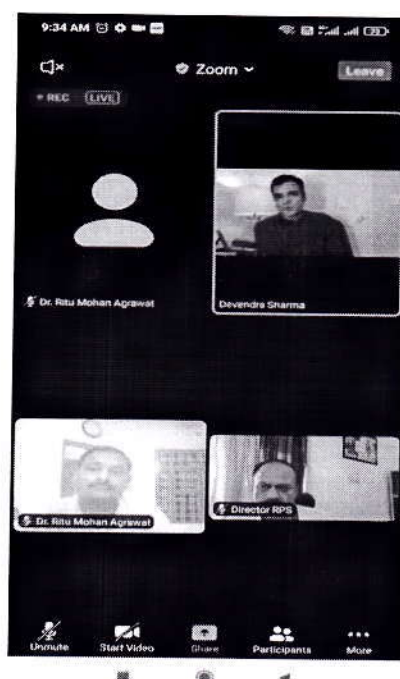 9:34 AM
Zoom
Leave
REC LIVE
Dr. Ritu Mohan Agrawat
Devendra Sharma
Dr. Ritu Mohan Agrawat
Director RPS
Unmute Start Video Share Participants More